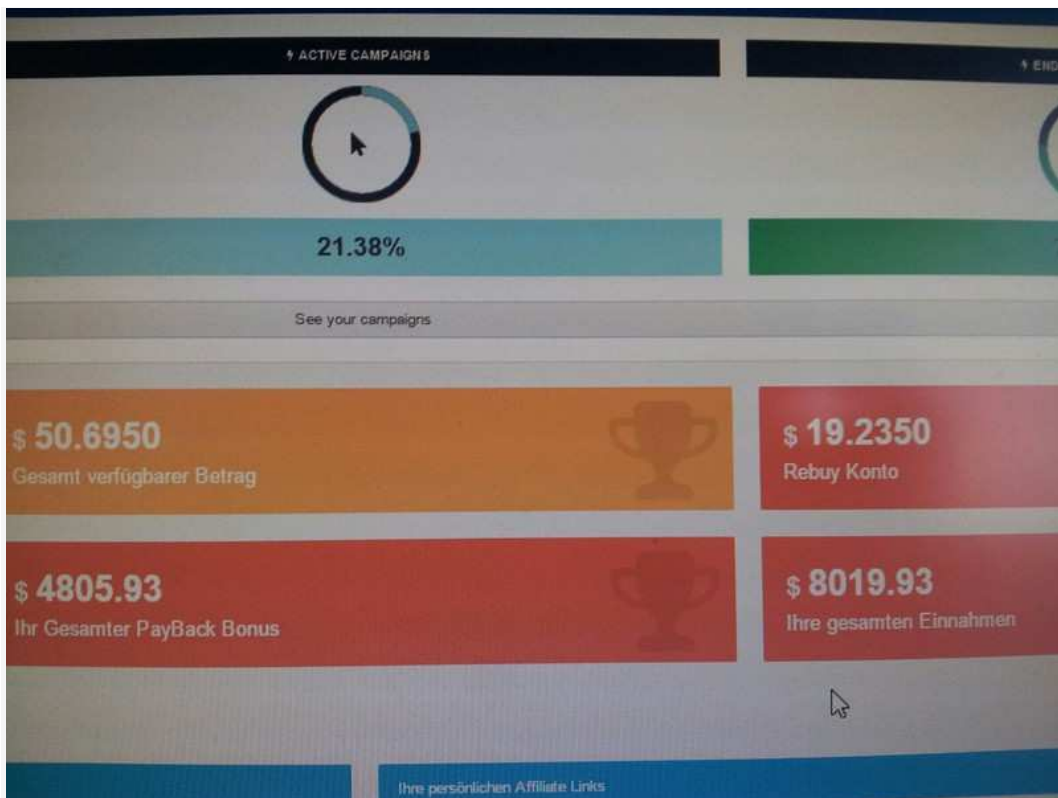 ACTIVE CAMPAIGNS
END
21.38%
See your campaigns
$ 50.6950
Gesamt verfügbarer Betrag
$ 19.2350
Rebuy Konto
$ 4805.93
Ihr Gesamter PayBack Bonus
$ 8019.93
Ihre gesamten Einnahmen
Ihre persönlichen Affiliate Links